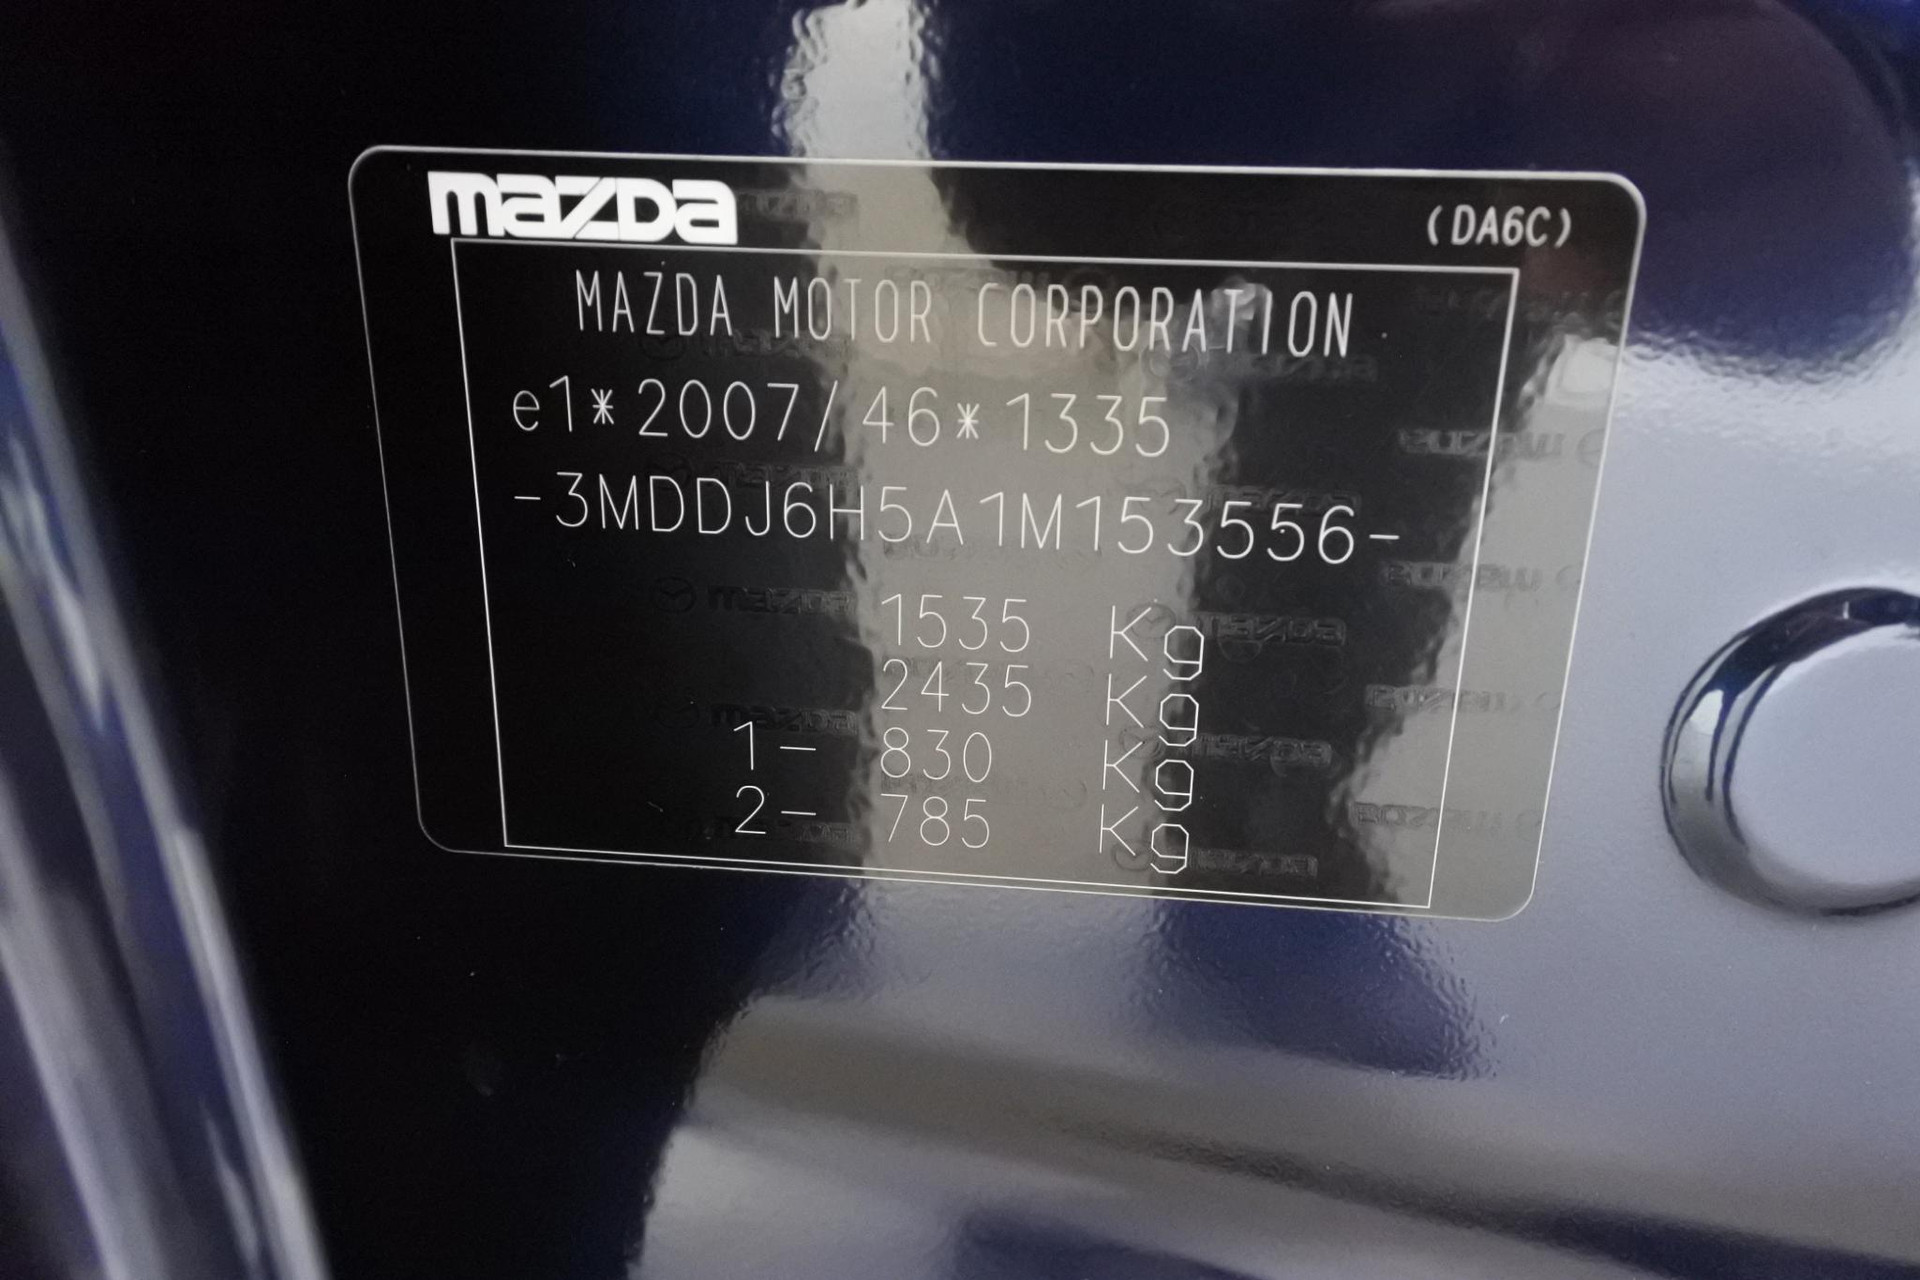 mazda
(DA6C)
MAZDA MOTOR CORPORATION
e1*2007/46*1335
-3MDDJ6H5A1M153556-
1535 Kg
2435 Kg
1- 830 Kg
2- 785 Kg